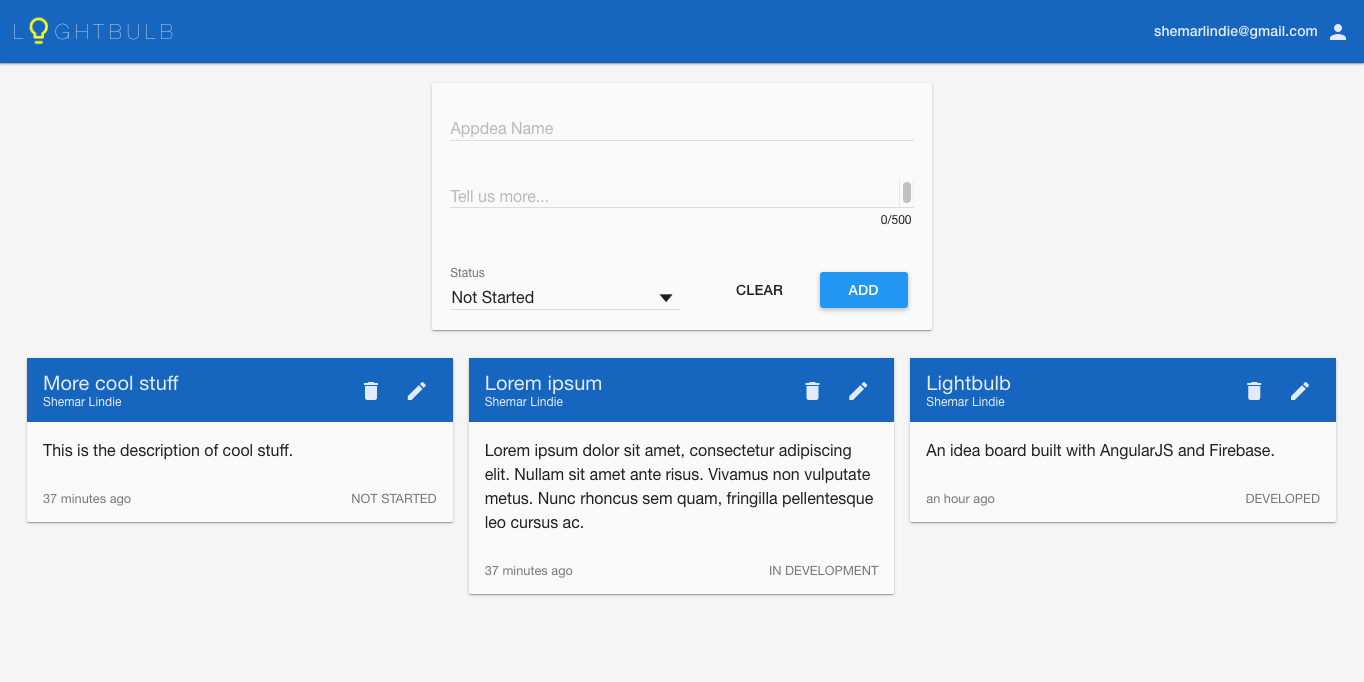 LIGHTBULB
shemarlindie@gmail.com
Appdea Name
Tell us more...
0/500
Status
Not Started
CLEAR
ADD
More cool stuff
Shemar Lindie
This is the description of cool stuff.
37 minutes ago
NOT STARTED
Lorem ipsum
Shemar Lindie
Lorem ipsum dolor sit amet, consectetur adipiscing
elit. Nullam sit amet ante risus. Vivamus non vulputate
metus. Nunc rhoncus sem quam, fringilla pellentesque
leo cursus ac.
37 minutes ago
IN DEVELOPMENT
Lightbulb
Shemar Lindie
An idea board built with AngularJS and Firebase.
an hour ago
DEVELOPED